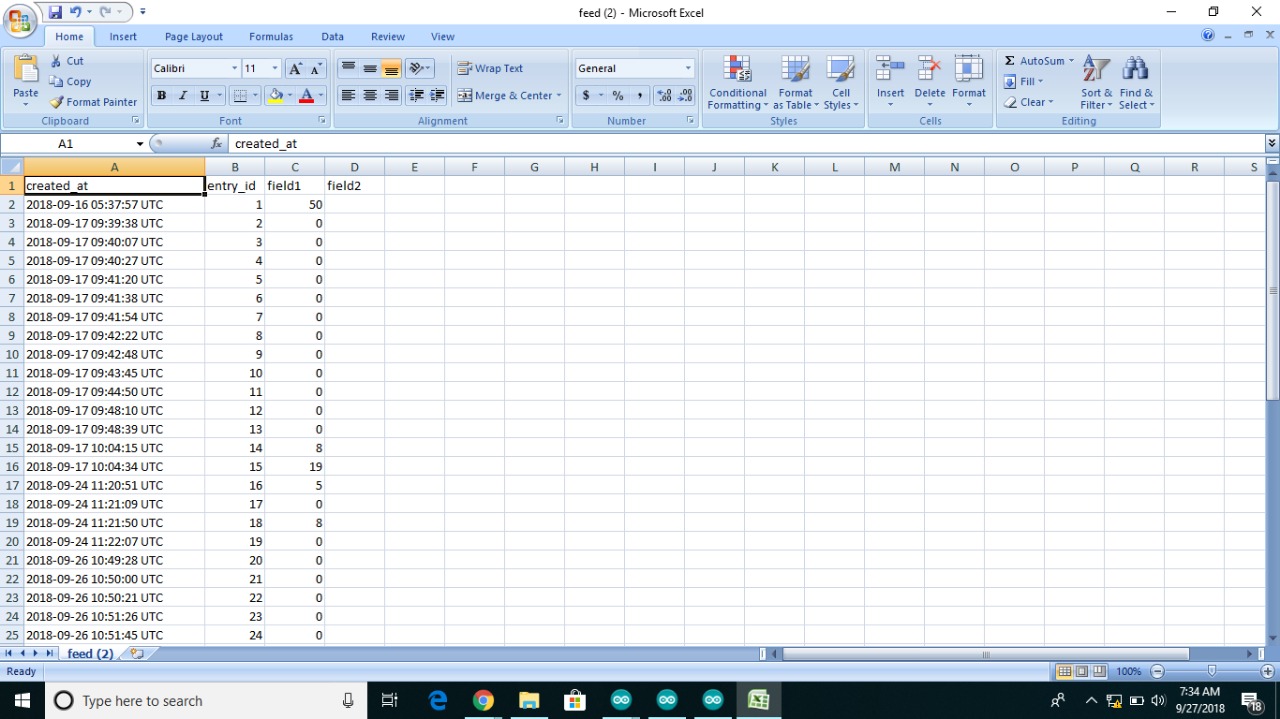 feed (2) - Microsoft Excel
Home Insert Page Layout Formulas Data Review View
Paste Cut Copy Format Painter Clipboard
Calibri 11 A A B I U A Font
Wrap Text Merge & Center Alignment
General $ % , .0 .00 .00 .0 Number
Conditional Formatting Format as Table Cell Styles Styles
Insert Delete Format Cells
Σ AutoSum Fill Clear Sort & Filter Find & Select Editing
A1 fx created_at
A B C D E F G H I J K L M N O P Q R S
1 created_at entry_id field1 field2
2 2018-09-16 05:37:57 UTC 1 50
3 2018-09-17 09:39:38 UTC 2 0
4 2018-09-17 09:40:07 UTC 3 0
5 2018-09-17 09:40:27 UTC 4 0
6 2018-09-17 09:41:20 UTC 5 0
7 2018-09-17 09:41:38 UTC 6 0
8 2018-09-17 09:41:54 UTC 7 0
9 2018-09-17 09:42:22 UTC 8 0
10 2018-09-17 09:42:48 UTC 9 0
11 2018-09-17 09:43:45 UTC 10 0
12 2018-09-17 09:44:50 UTC 11 0
13 2018-09-17 09:48:10 UTC 12 0
14 2018-09-17 09:48:39 UTC 13 0
15 2018-09-17 10:04:15 UTC 14 8
16 2018-09-17 10:04:34 UTC 15 19
17 2018-09-24 11:20:51 UTC 16 5
18 2018-09-24 11:21:09 UTC 17 0
19 2018-09-24 11:21:50 UTC 18 8
20 2018-09-24 11:22:07 UTC 19 0
21 2018-09-26 10:49:28 UTC 20 0
22 2018-09-26 10:50:00 UTC 21 0
23 2018-09-26 10:50:21 UTC 22 0
24 2018-09-26 10:51:26 UTC 23 0
25 2018-09-26 10:51:45 UTC 24 0
feed (2)
Ready 100%
Type here to search
7:34 AM
9/27/2018
18